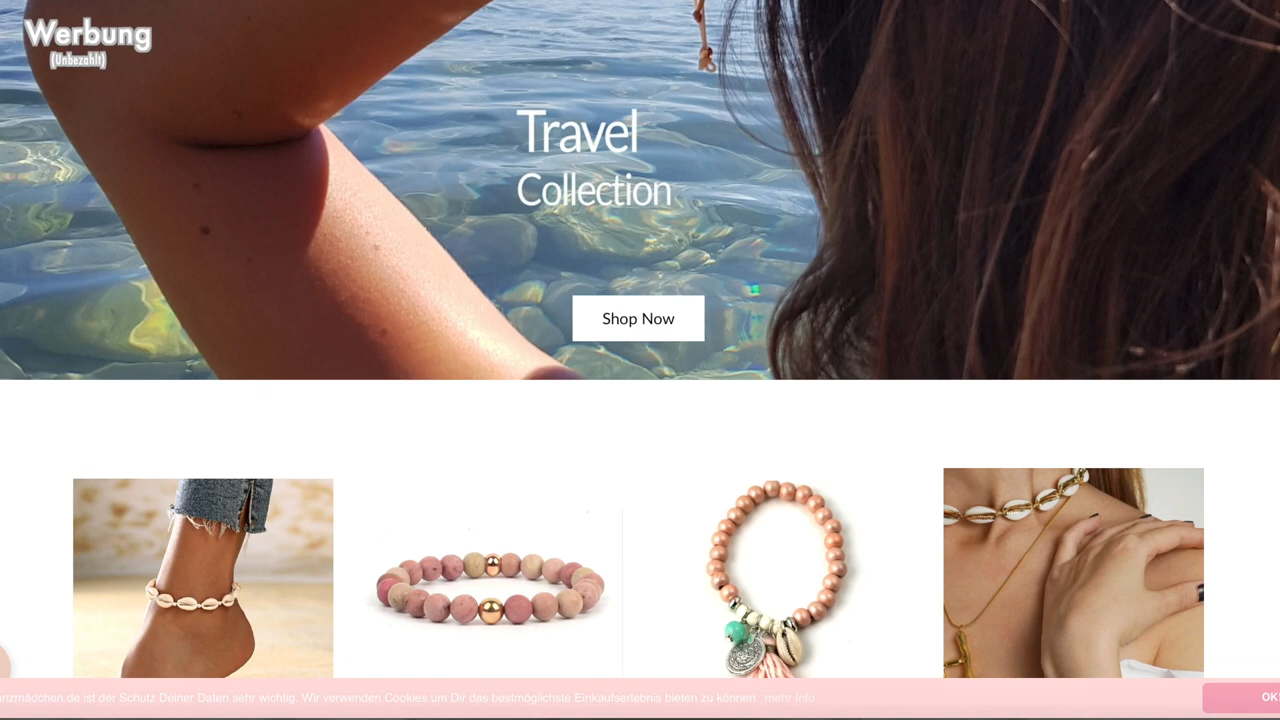 Werbung
(Unbezahlt)
Travel
Collection
Shop Now
nzmädchen.de ist der Schutz Deiner Daten sehr wichtig. Wir verwenden Cookies um Dir das bestmöglichste Einkaufserlebnis bieten zu können. mehr Info
OK